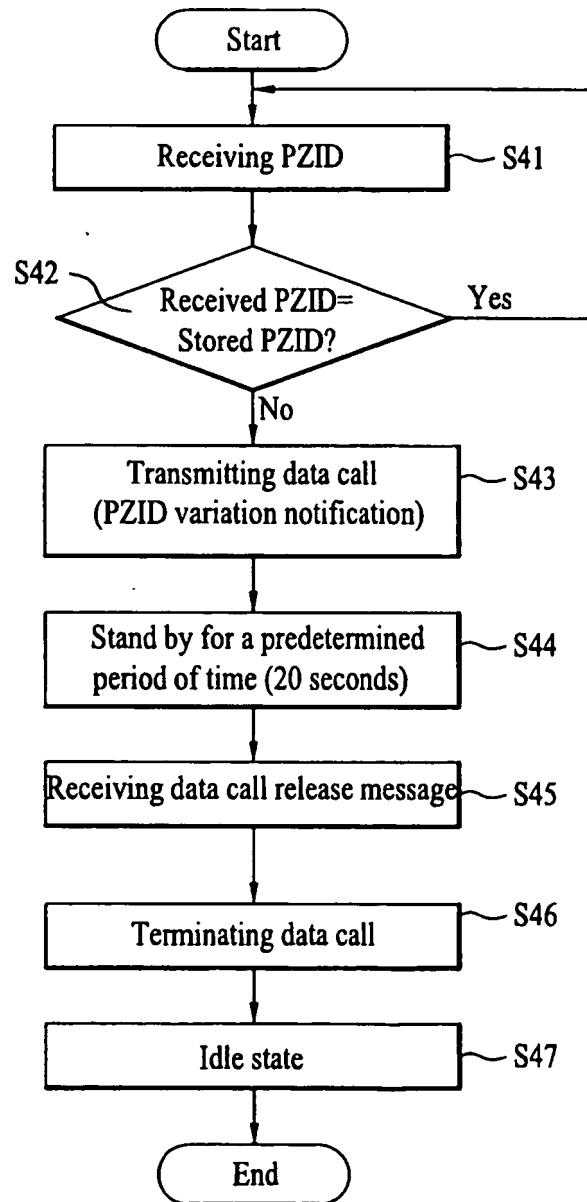 Start
Receiving PZID
S41
S42
Received PZID=
Stored PZID?
Yes
No
Transmitting data call
(PZID variation notification)
S43
Stand by for a predetermined
period of time (20 seconds)
S44
Receiving data call release message
S45
Terminating data call
S46
Idle state
S47
End